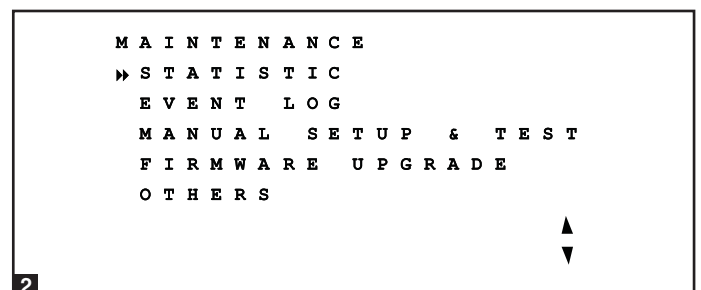 MAINTENANCE
STATISTIC
EVENT LOG
MANUAL SETUP & TEST
FIRMWARE UPGRADE
OTHERS
2